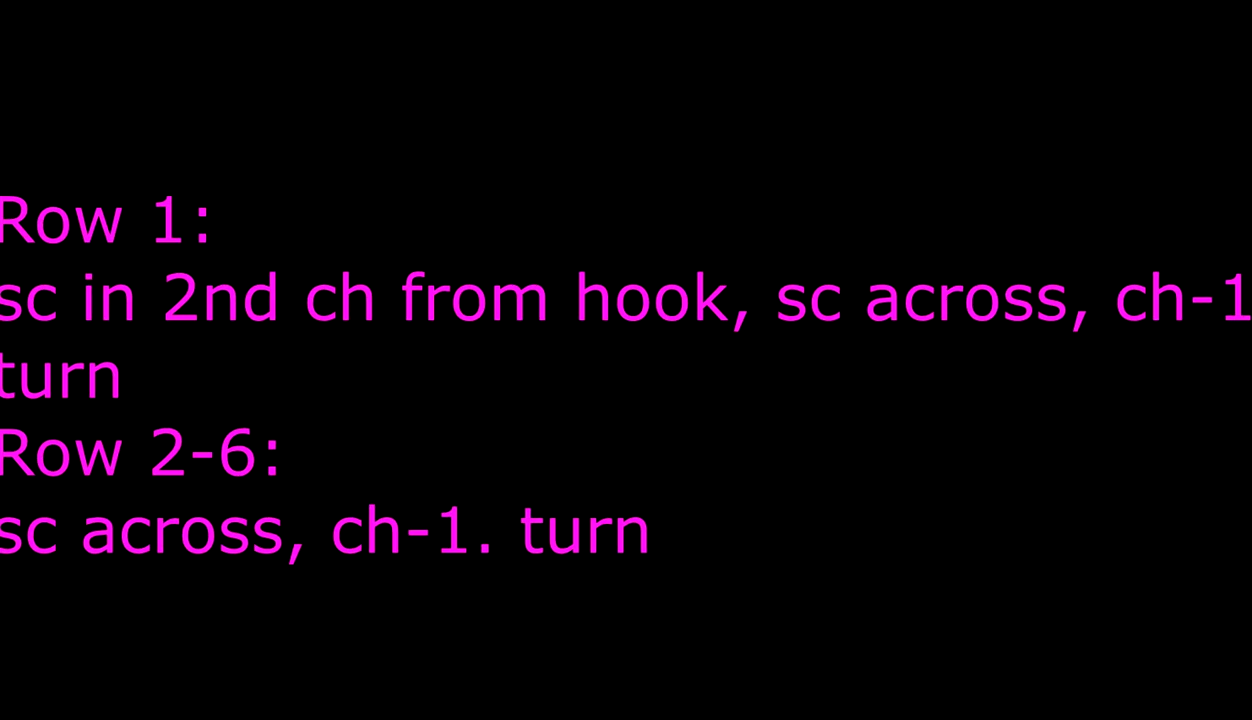 Row 1:
sc in 2nd ch from hook, sc across, ch-1
turn
Row 2-6:
sc across, ch-1. turn